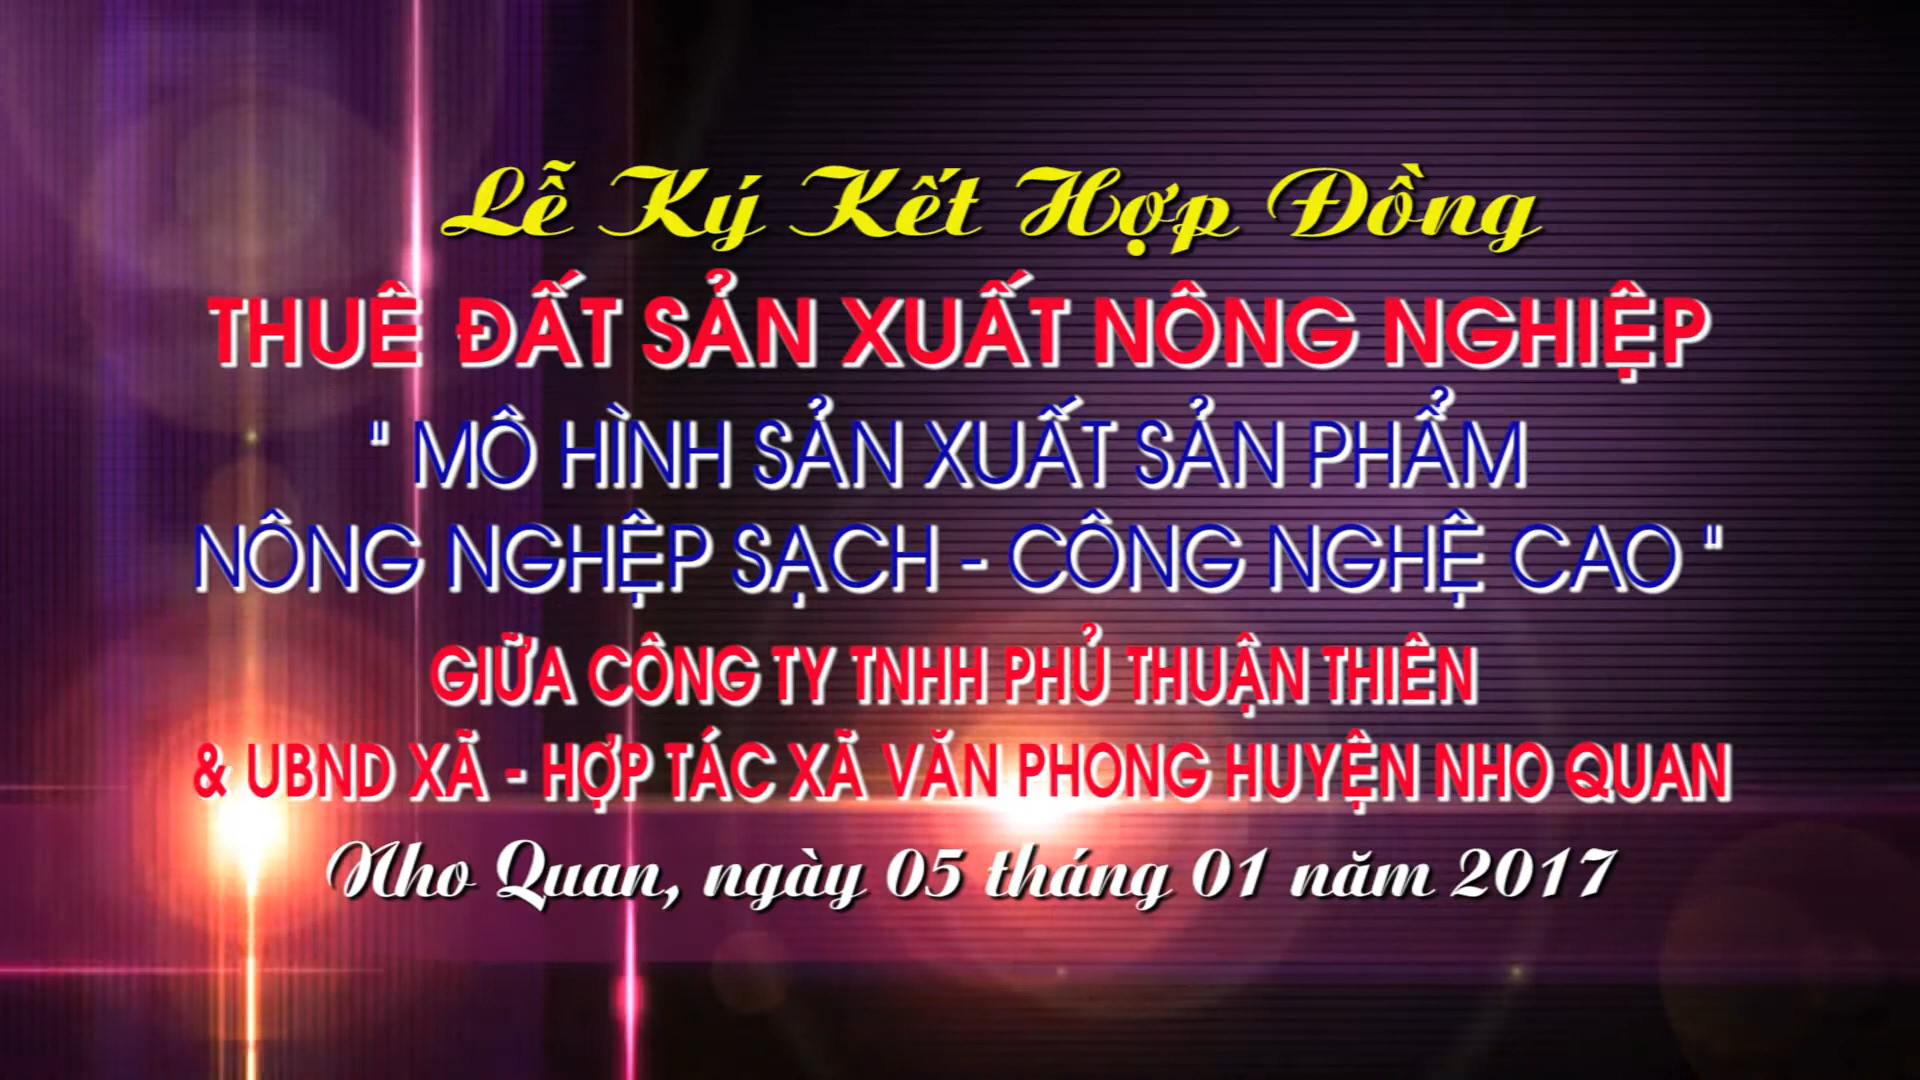 Lễ Ký Kết Hợp Đồng
THUÊ ĐẤT SẢN XUẤT NÔNG NGHIỆP
" MÔ HÌNH SẢN XUẤT SẢN PHẨM
NÔNG NGHỆP SẠCH - CÔNG NGHỆ CAO "
GIỮA CÔNG TY TNHH PHỦ THUẬN THIÊN
& UBND XÃ - HỢP TÁC XÃ VĂN PHONG HUYỆN NHO QUAN
Nho Quan, ngày 05 tháng 01 năm 2017